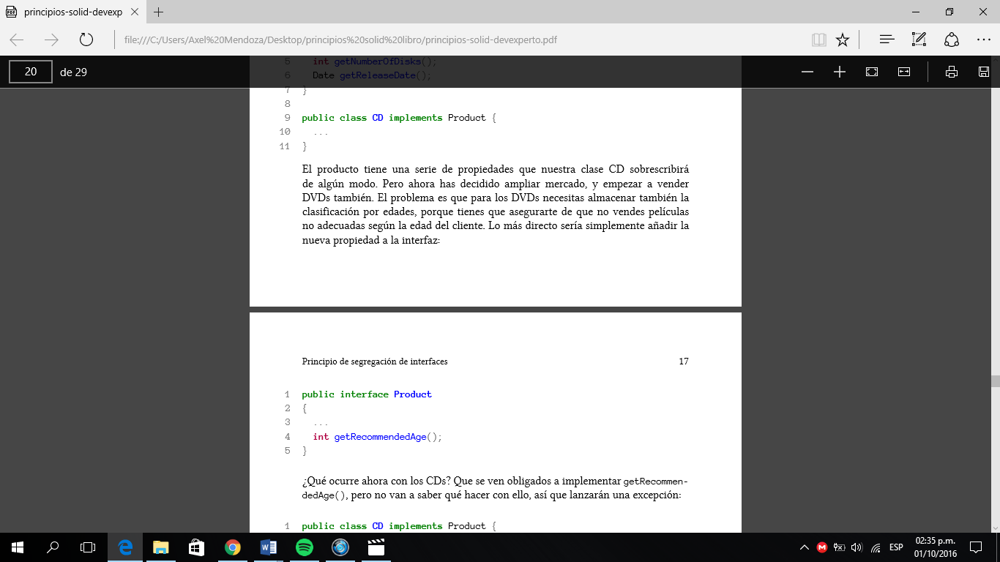 principios-solid-devexp
file:///C:/Users/Axel%20Mendoza/Desktop/principios%20solid%20libro/principios-solid-devexperto.pdf
20 de 29
5 int getNumberOfDisks();
6 Date getReleaseDate();
7 }
8
9 public class CD implements Product {
10 ...
11 }
El producto tiene una serie de propiedades que nuestra clase CD sobrescribirá
de algún modo. Pero ahora has decidido ampliar mercado, y empezar a vender
DVDs también. El problema es que para los DVDs necesitas almacenar también la
clasificación por edades, porque tienes que asegurarte de que no vendes películas
no adecuadas según la edad del cliente. Lo más directo sería simplemente añadir la
nueva propiedad a la interfaz:
Principio de segregación de interfaces 17
1 public interface Product
2 {
3 ...
4 int getRecommendedAge();
5 }
¿Qué ocurre ahora con los CDs? Que se ven obligados a implementar getRecommen-
dedAge(), pero no van a saber qué hacer con ello, así que lanzarán una excepción:
1 public class CD implements Product {
ESP
02:35 p.m.
01/10/2016